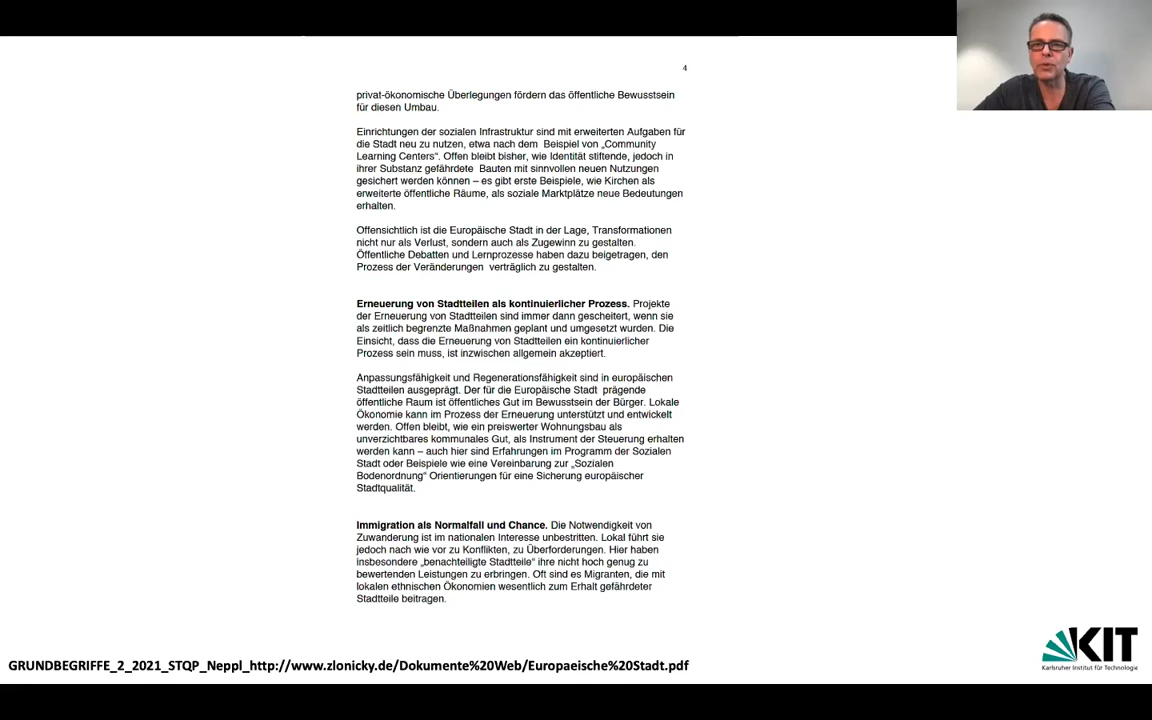 4
privat-ökonomische Überlegungen fördern das öffentliche Bewusstsein
für diesen Umbau.
Einrichtungen der sozialen Infrastruktur sind mit erweiterten Aufgaben für
die Stadt neu zu nutzen, etwa nach dem Beispiel von „Community
Learning Centers“. Offen bleibt bisher, wie Identität stiftende, jedoch in
ihrer Substanz gefährdete Bauten mit sinnvollen neuen Nutzungen
gesichert werden können – es gibt erste Beispiele, wie Kirchen als
erweiterte öffentliche Räume, als soziale Marktplätze neue Bedeutungen
erhalten.
Offensichtlich ist die Europäische Stadt in der Lage, Transformationen
nicht nur als Verlust, sondern auch als Zugewinn zu gestalten.
Öffentliche Debatten und Lernprozesse haben dazu beigetragen, den
Prozess der Veränderungen verträglich zu gestalten.
Erneuerung von Stadtteilen als kontinuierlicher Prozess. Projekte
der Erneuerung von Stadtteilen sind immer dann gescheitert, wenn sie
als zeitlich begrenzte Maßnahmen geplant und umgesetzt wurden. Die
Einsicht, dass die Erneuerung von Stadtteilen ein kontinuierlicher
Prozess sein muss, ist inzwischen allgemein akzeptiert.
Anpassungsfähigkeit und Regenerationsfähigkeit sind in europäischen
Stadtteilen ausgeprägt. Der für die Europäische Stadt prägende
öffentliche Raum ist öffentliches Gut im Bewusstsein der Bürger. Lokale
Ökonomie kann im Prozess der Erneuerung unterstützt und entwickelt
werden. Offen bleibt, wie ein preiswerter Wohnungsbau als
unverzichtbares kommunales Gut, als Instrument der Steuerung erhalten
werden kann – auch hier sind Erfahrungen im Programm der Sozialen
Stadt oder Beispiele wie eine Vereinbarung zur „Sozialen
Bodenordnung“ Orientierungen für eine Sicherung europäischer
Stadtqualität.
Immigration als Normalfall und Chance. Die Notwendigkeit von
Zuwanderung ist im nationalen Interesse unbestritten. Lokal führt sie
jedoch nach wie vor zu Konflikten, zu Überforderungen. Hier haben
insbesondere „benachteiligte Stadtteile“ ihre nicht hoch genug zu
bewertenden Leistungen zu erbringen. Oft sind es Migranten, die mit
lokalen ethnischen Ökonomien wesentlich zum Erhalt gefährdeter
Stadtteile beitragen.
KIT
Karlsruher Institut für Technologie
GRUNDBEGRIFFE_2_2021_STQP_Neppl_http://www.zlonicky.de/Dokumente%20Web/Europaeische%20Stadt.pdf